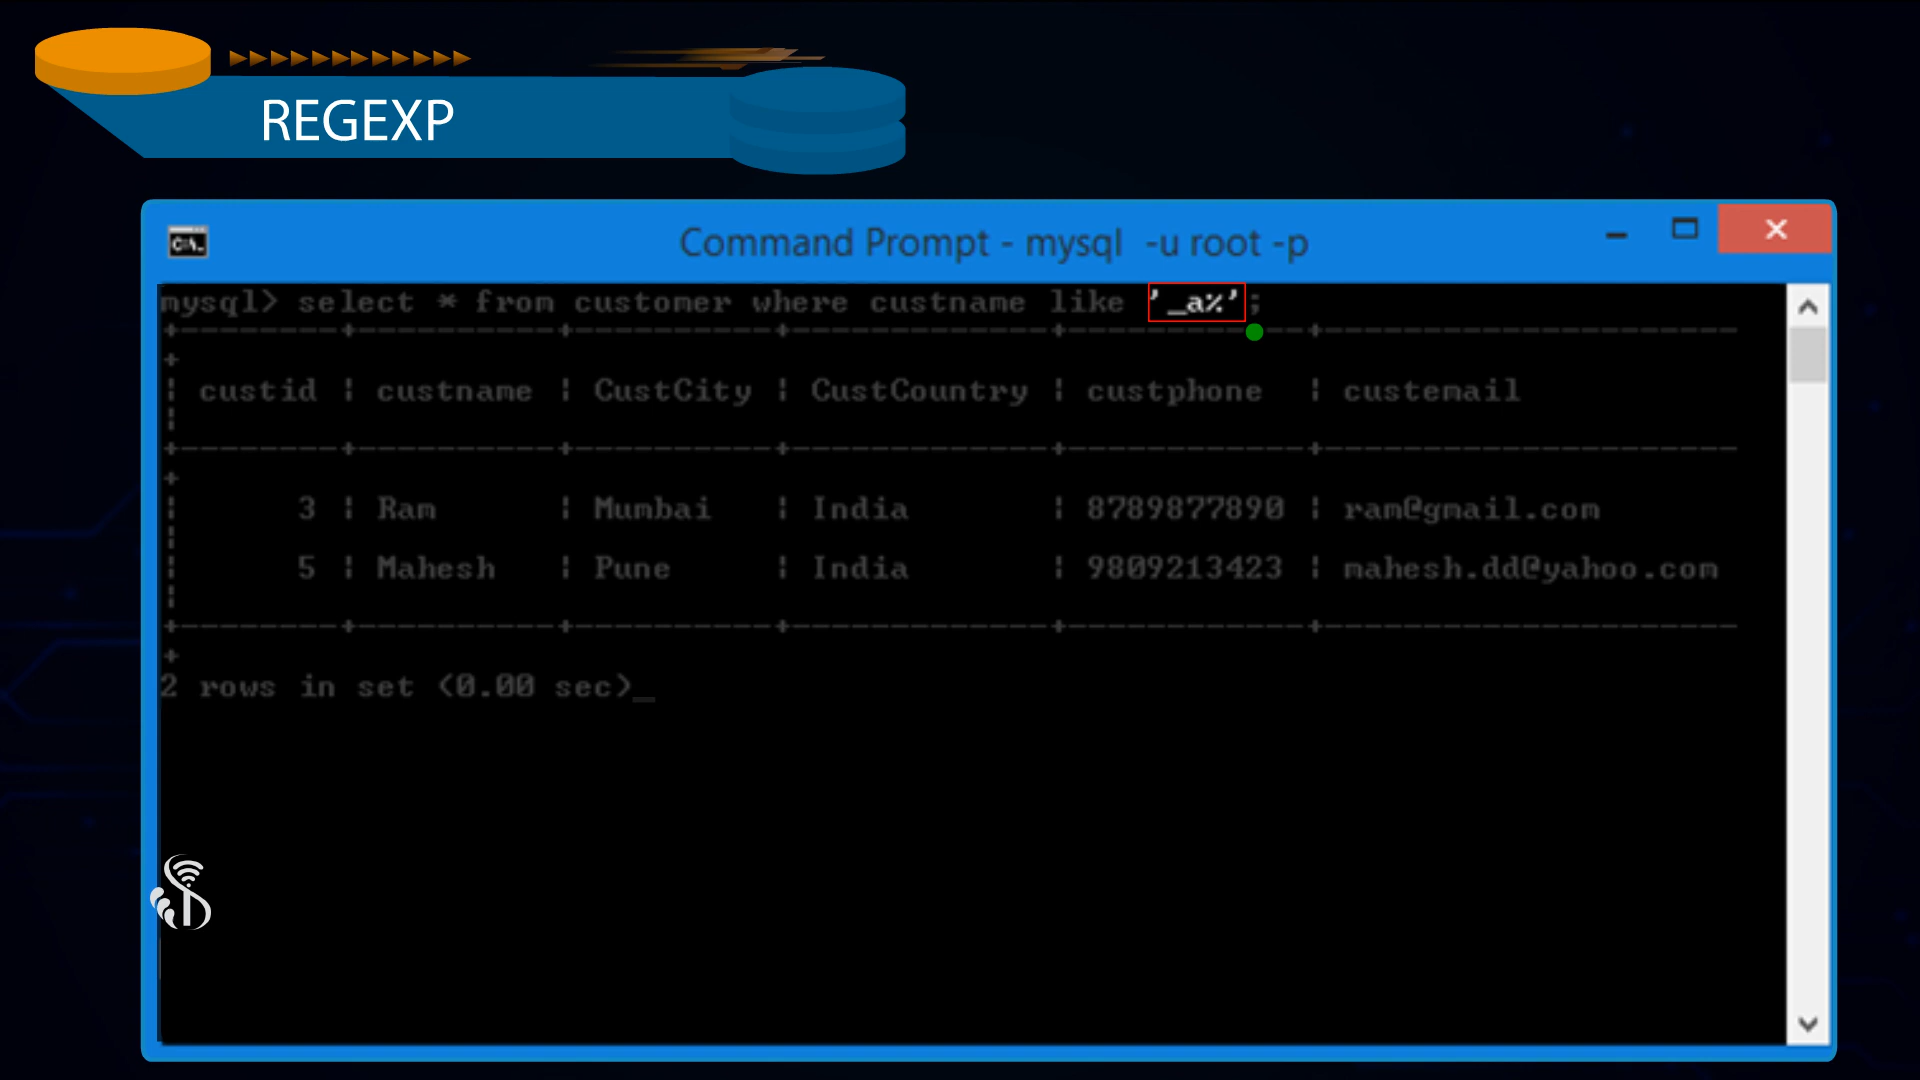 REGEXP
Command Prompt - mysql  -u root -p
mysql> select * from customer where custname like '_a%';
+--------+----------+----------+-------------+------------+---------------------
+
| custid | custname | CustCity | CustCountry | custphone  | custemail
|
+--------+----------+----------+-------------+------------+---------------------
+
|      3 | Ram      | Mumbai   | India       | 8789877890 | ram@gmail.com
|
|      5 | Mahesh   | Pune     | India       | 9809213423 | mahesh.dd@yahoo.com
|
+--------+----------+----------+-------------+------------+---------------------
+
2 rows in set (0.00 sec)_